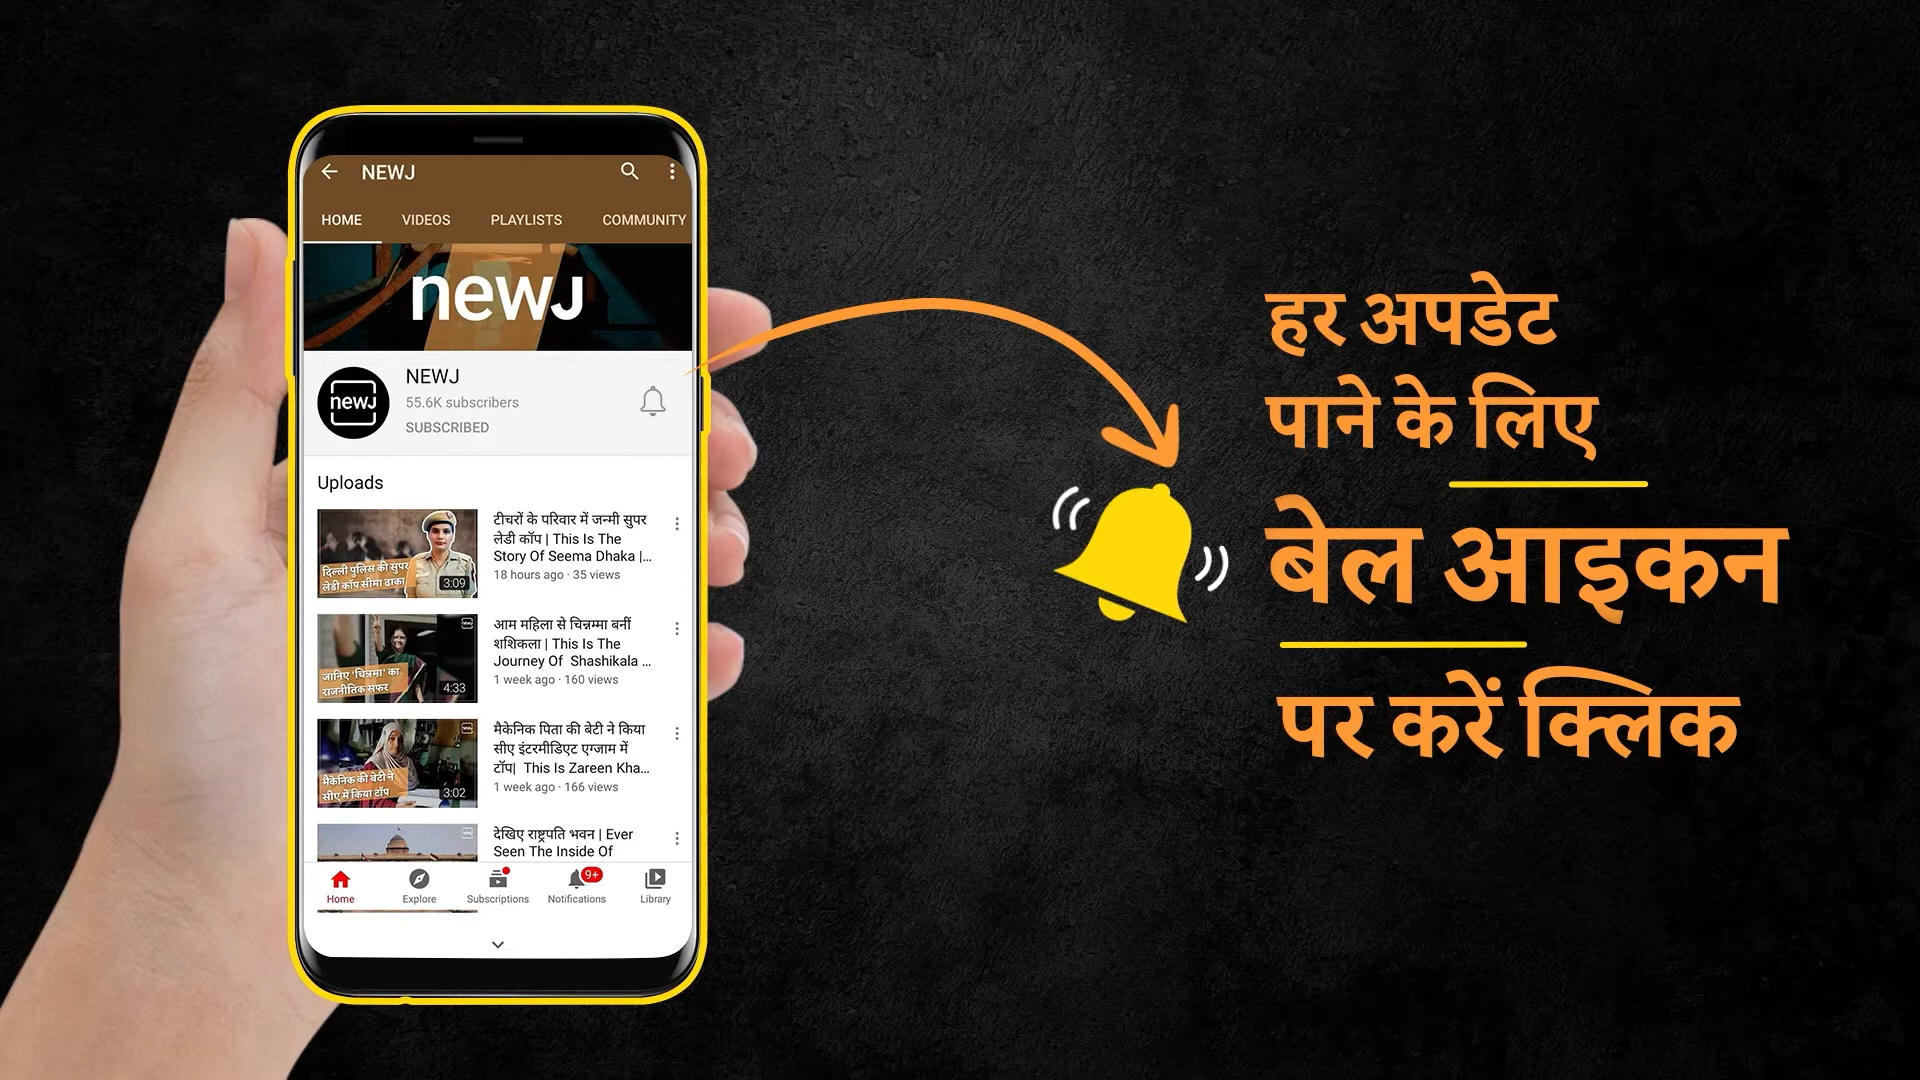 NEWJ
HOME VIDEOS PLAYLISTS COMMUNITY
newJ
newJ
NEWJ
55.6K subscribers
SUBSCRIBED
Uploads
दिल्ली पुलिस की सुपर
लेडी कॉप सीमा ढाका
3:09
टीचरों के परिवार में जन्मी सुपर
लेडी कॉप | This Is The
Story Of Seema Dhaka |...
18 hours ago · 35 views
जानिए 'चिन्नमा' का
राजनीतिक सफर
4:33
आम महिला से चिन्नम्मा बनीं
शशिकला | This Is The
Journey Of Shashikala ...
1 week ago · 160 views
मैकेनिक की बेटी ने
सीए में किया टॉप
3:02
मैकेनिक पिता की बेटी ने किया
सीए इंटरमीडिएट एग्जाम में
टॉप| This Is Zareen Kha...
1 week ago · 166 views
देखिए राष्ट्रपति भवन | Ever
Seen The Inside Of
9+
Home Explore Subscriptions Notifications Library
हर अपडेट
पाने के लिए
बेल आइकन
पर करें क्लिक